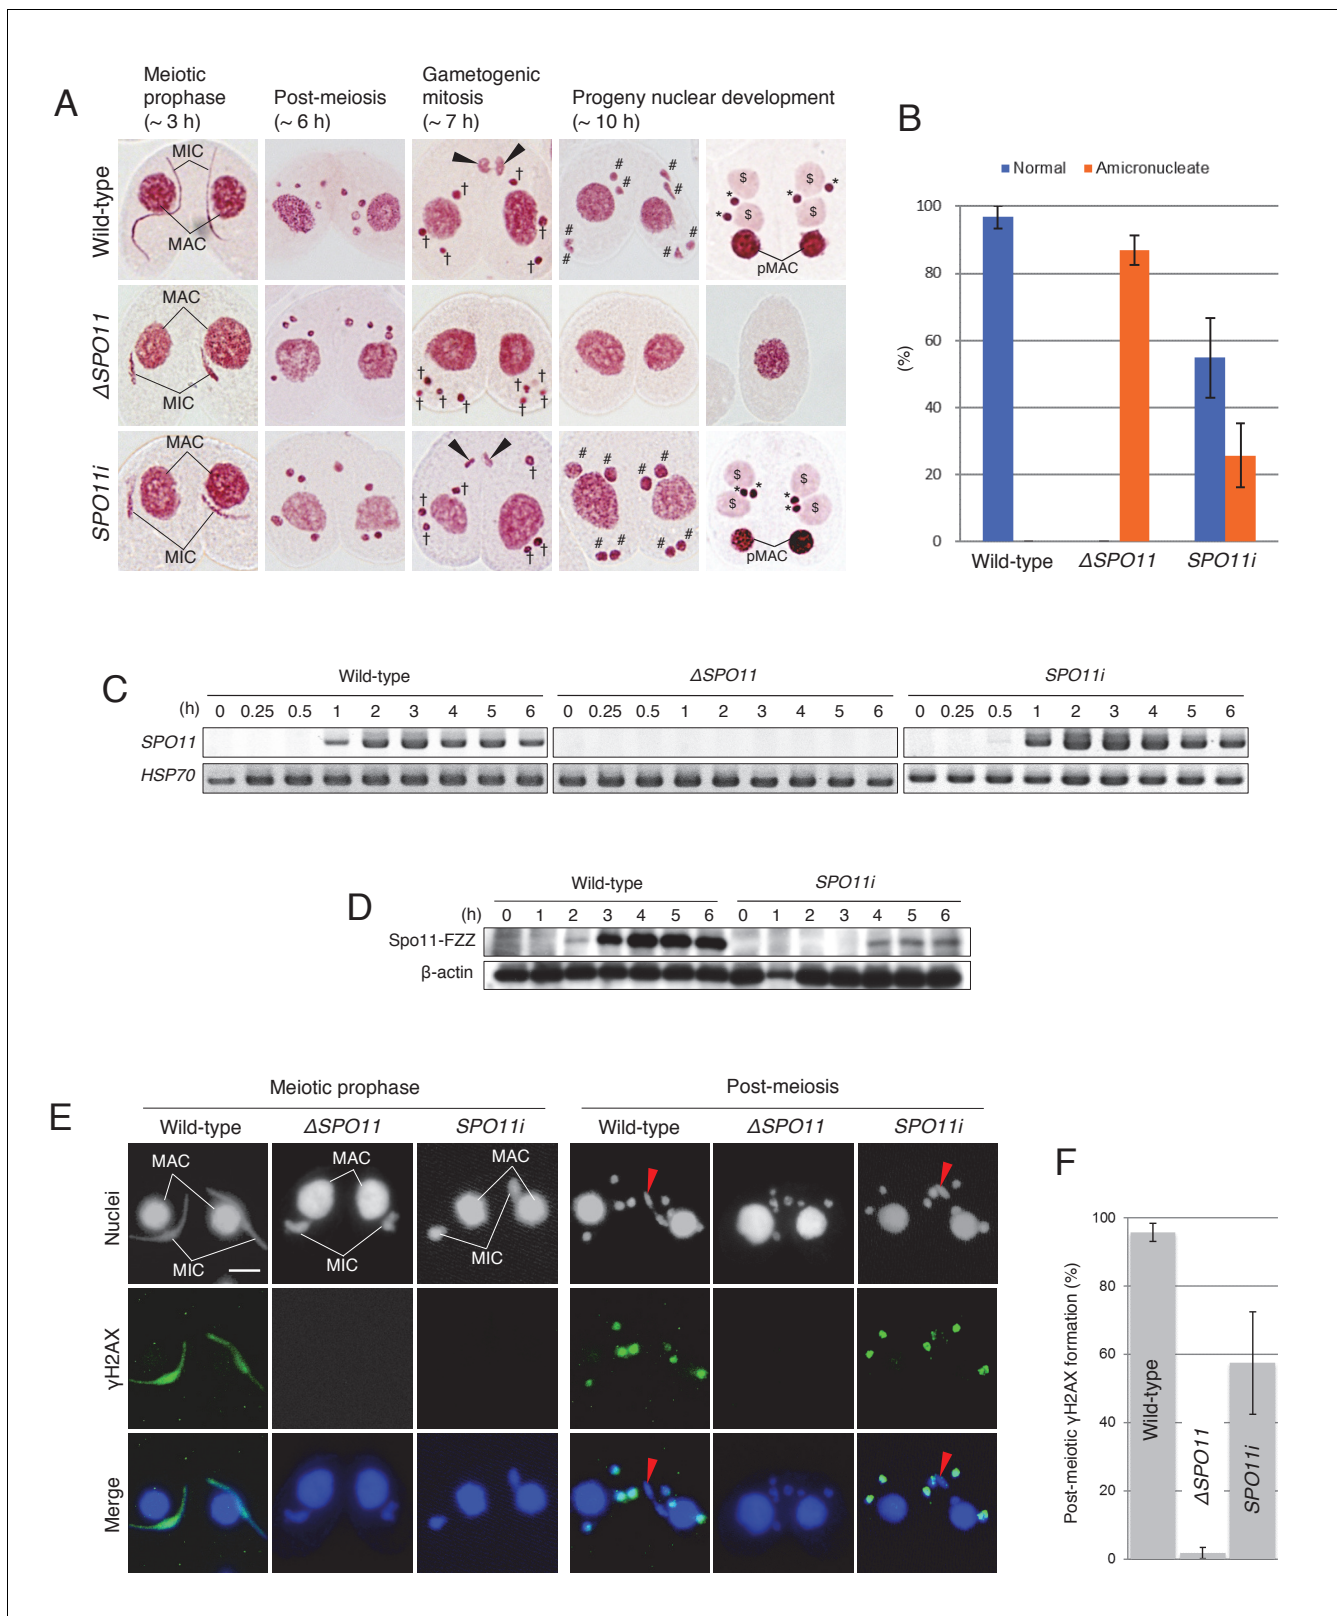 A
Meiotic
prophase
(~ 3 h)
Post-meiosis
(~ 6 h)
Gametogenic
mitosis
(~ 7 h)
Progeny nuclear development
(~ 10 h)
Wild-type
MIC
MAC
† † † † †
# # # # # # #
$ $ $ $
* * * *
pMAC
ΔSPO11
MAC
MIC
† † † † † † †
SPO11i
MAC
MIC
† † † † †
# # # # # # # #
$ $ $ $
* * * *
pMAC
B
Normal Amicronucleate
(%)
100
80
60
40
20
0
Wild-type ΔSPO11 SPO11i
C
Wild-type ΔSPO11 SPO11i
(h) 0 0.25 0.5 1 2 3 4 5 6 0 0.25 0.5 1 2 3 4 5 6 0 0.25 0.5 1 2 3 4 5 6
SPO11
HSP70
D
Wild-type SPO11i
(h) 0 1 2 3 4 5 6 0 1 2 3 4 5 6
Spo11-FZZ
β-actin
E
Meiotic prophase Post-meiosis
Wild-type ΔSPO11 SPO11i Wild-type ΔSPO11 SPO11i
Nuclei
MAC MAC MAC
MIC MIC MIC
γH2AX
Merge
F
Post-meiotic γH2AX formation (%)
100
80
60
40
20
0
Wild-type
ΔSPO11
SPO11i